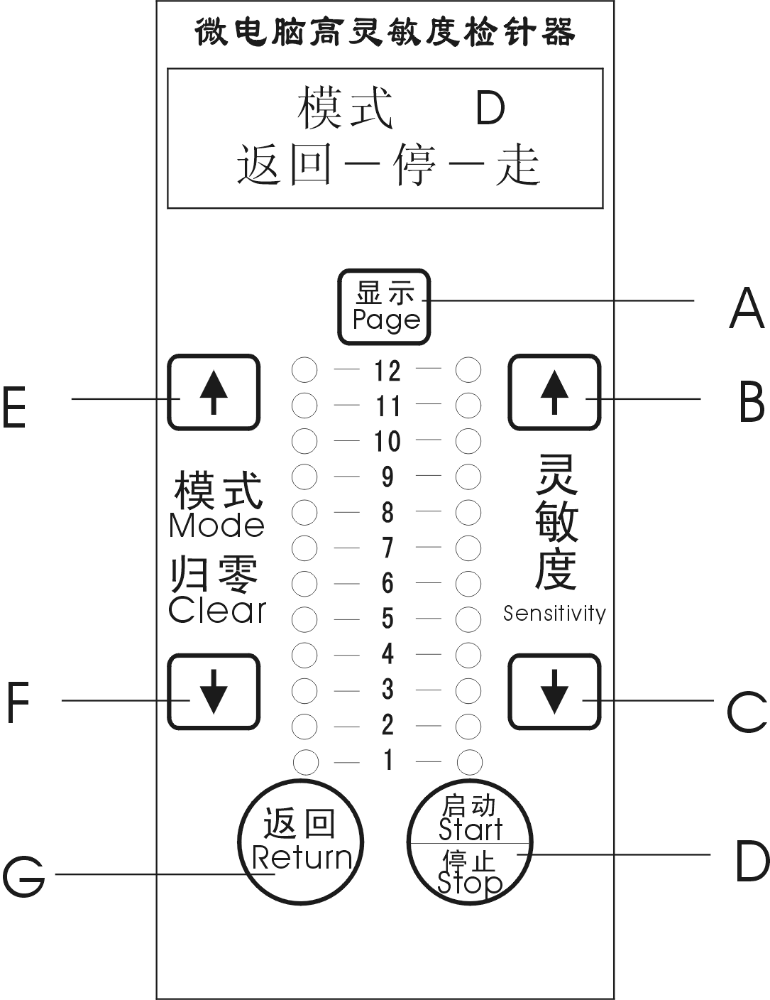 微电脑高灵敏度检针器
模式 D
返回－停－走
显示
Page
A
E
B
12
11
10
9
8
7
6
5
4
3
2
1
模式
Mode
归零
Clear
灵
敏
度
Sensitivity
F
C
返回
Return
启动
Start
停止
Stop
G
D